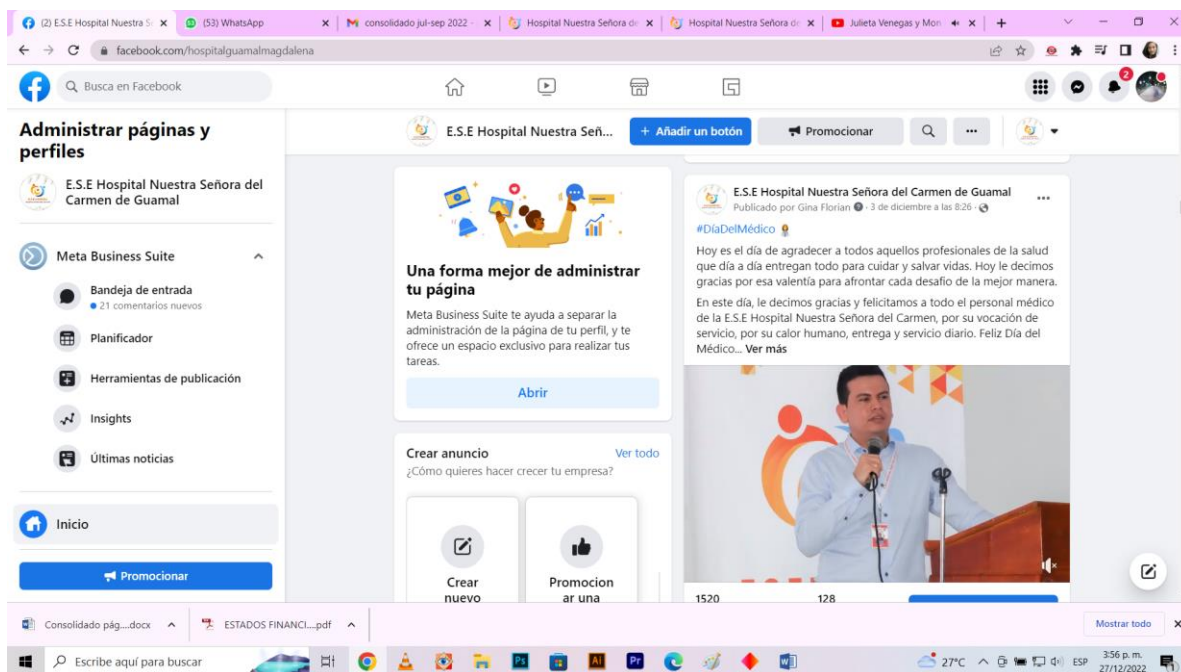 (2) E.S.E Hospital Nuestra S
(53) WhatsApp
consolidado jul-sep 2022 -
Hospital Nuestra Señora de
Hospital Nuestra Señora de
Julieta Venegas y Mon
facebook.com/hospitalguamalmagdalena
Busca en Facebook
2
Administrar páginas y
perfiles
E.S.E Hospital Nuestra Señora del
Carmen de Guamal
Meta Business Suite
Bandeja de entrada
21 comentarios nuevos
Planificador
Herramientas de publicación
Insights
Últimas noticias
Inicio
Promocionar
E.S.E Hospital Nuestra Señ...
+ Añadir un botón
Promocionar
Una forma mejor de administrar
tu página
Meta Business Suite te ayuda a separar la
administración de la página de tu perfil, y te
ofrece un espacio exclusivo para realizar tus
tareas.
Abrir
Crear anuncio
Ver todo
¿Cómo quieres hacer crecer tu empresa?
Crear
nuevo
Promocion
ar una
E.S.E Hospital Nuestra Señora del Carmen de Guamal
Publicado por Gina Florian · 3 de diciembre a las 8:26 ·
#DíaDelMédico
Hoy es el día de agradecer a todos aquellos profesionales de la salud
que día a día entregan todo para cuidar y salvar vidas. Hoy le decimos
gracias por esa valentía para afrontar cada desafío de la mejor manera.
En este día, le decimos gracias y felicitamos a todo el personal médico
de la E.S.E Hospital Nuestra Señora del Carmen, por su vocación de
servicio, por su calor humano, entrega y servicio diario. Feliz Día del
Médico... Ver más
1520
128
Consolidado pág....docx
ESTADOS FINANCI....pdf
Mostrar todo
Escribe aquí para buscar
Ps
Ai
Pr
27°C
ESP
3:56 p. m.
27/12/2022